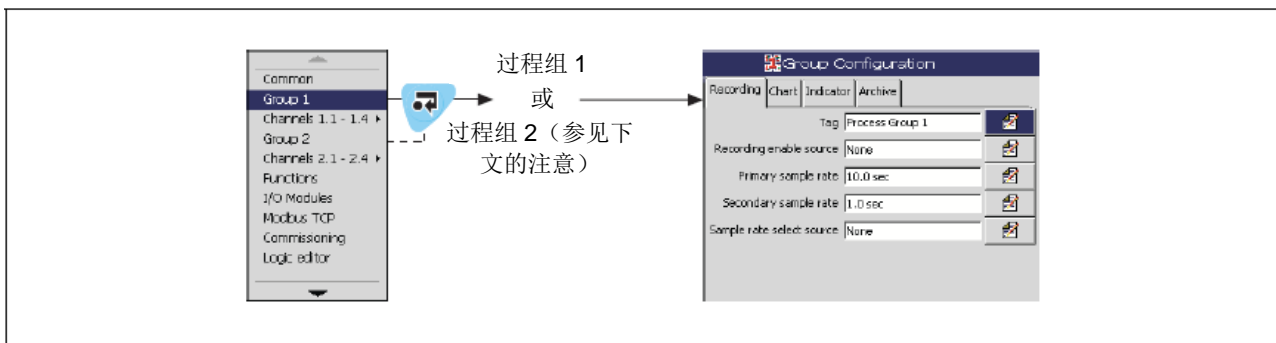 Common
Group 1
Channels 1.1 - 1.4
Group 2
Channels 2.1 - 2.4
Functions
I/O Modules
Modbus TCP
Commissioning
Logic editor
过程组 1
或
过程组 2（参见下
文的注意）
Group Configuration
Recording Chart Indicator Archive
Tag Process Group 1
Recording enable source None
Primary sample rate 10.0 sec
Secondary sample rate 1.0 sec
Sample rate select source None